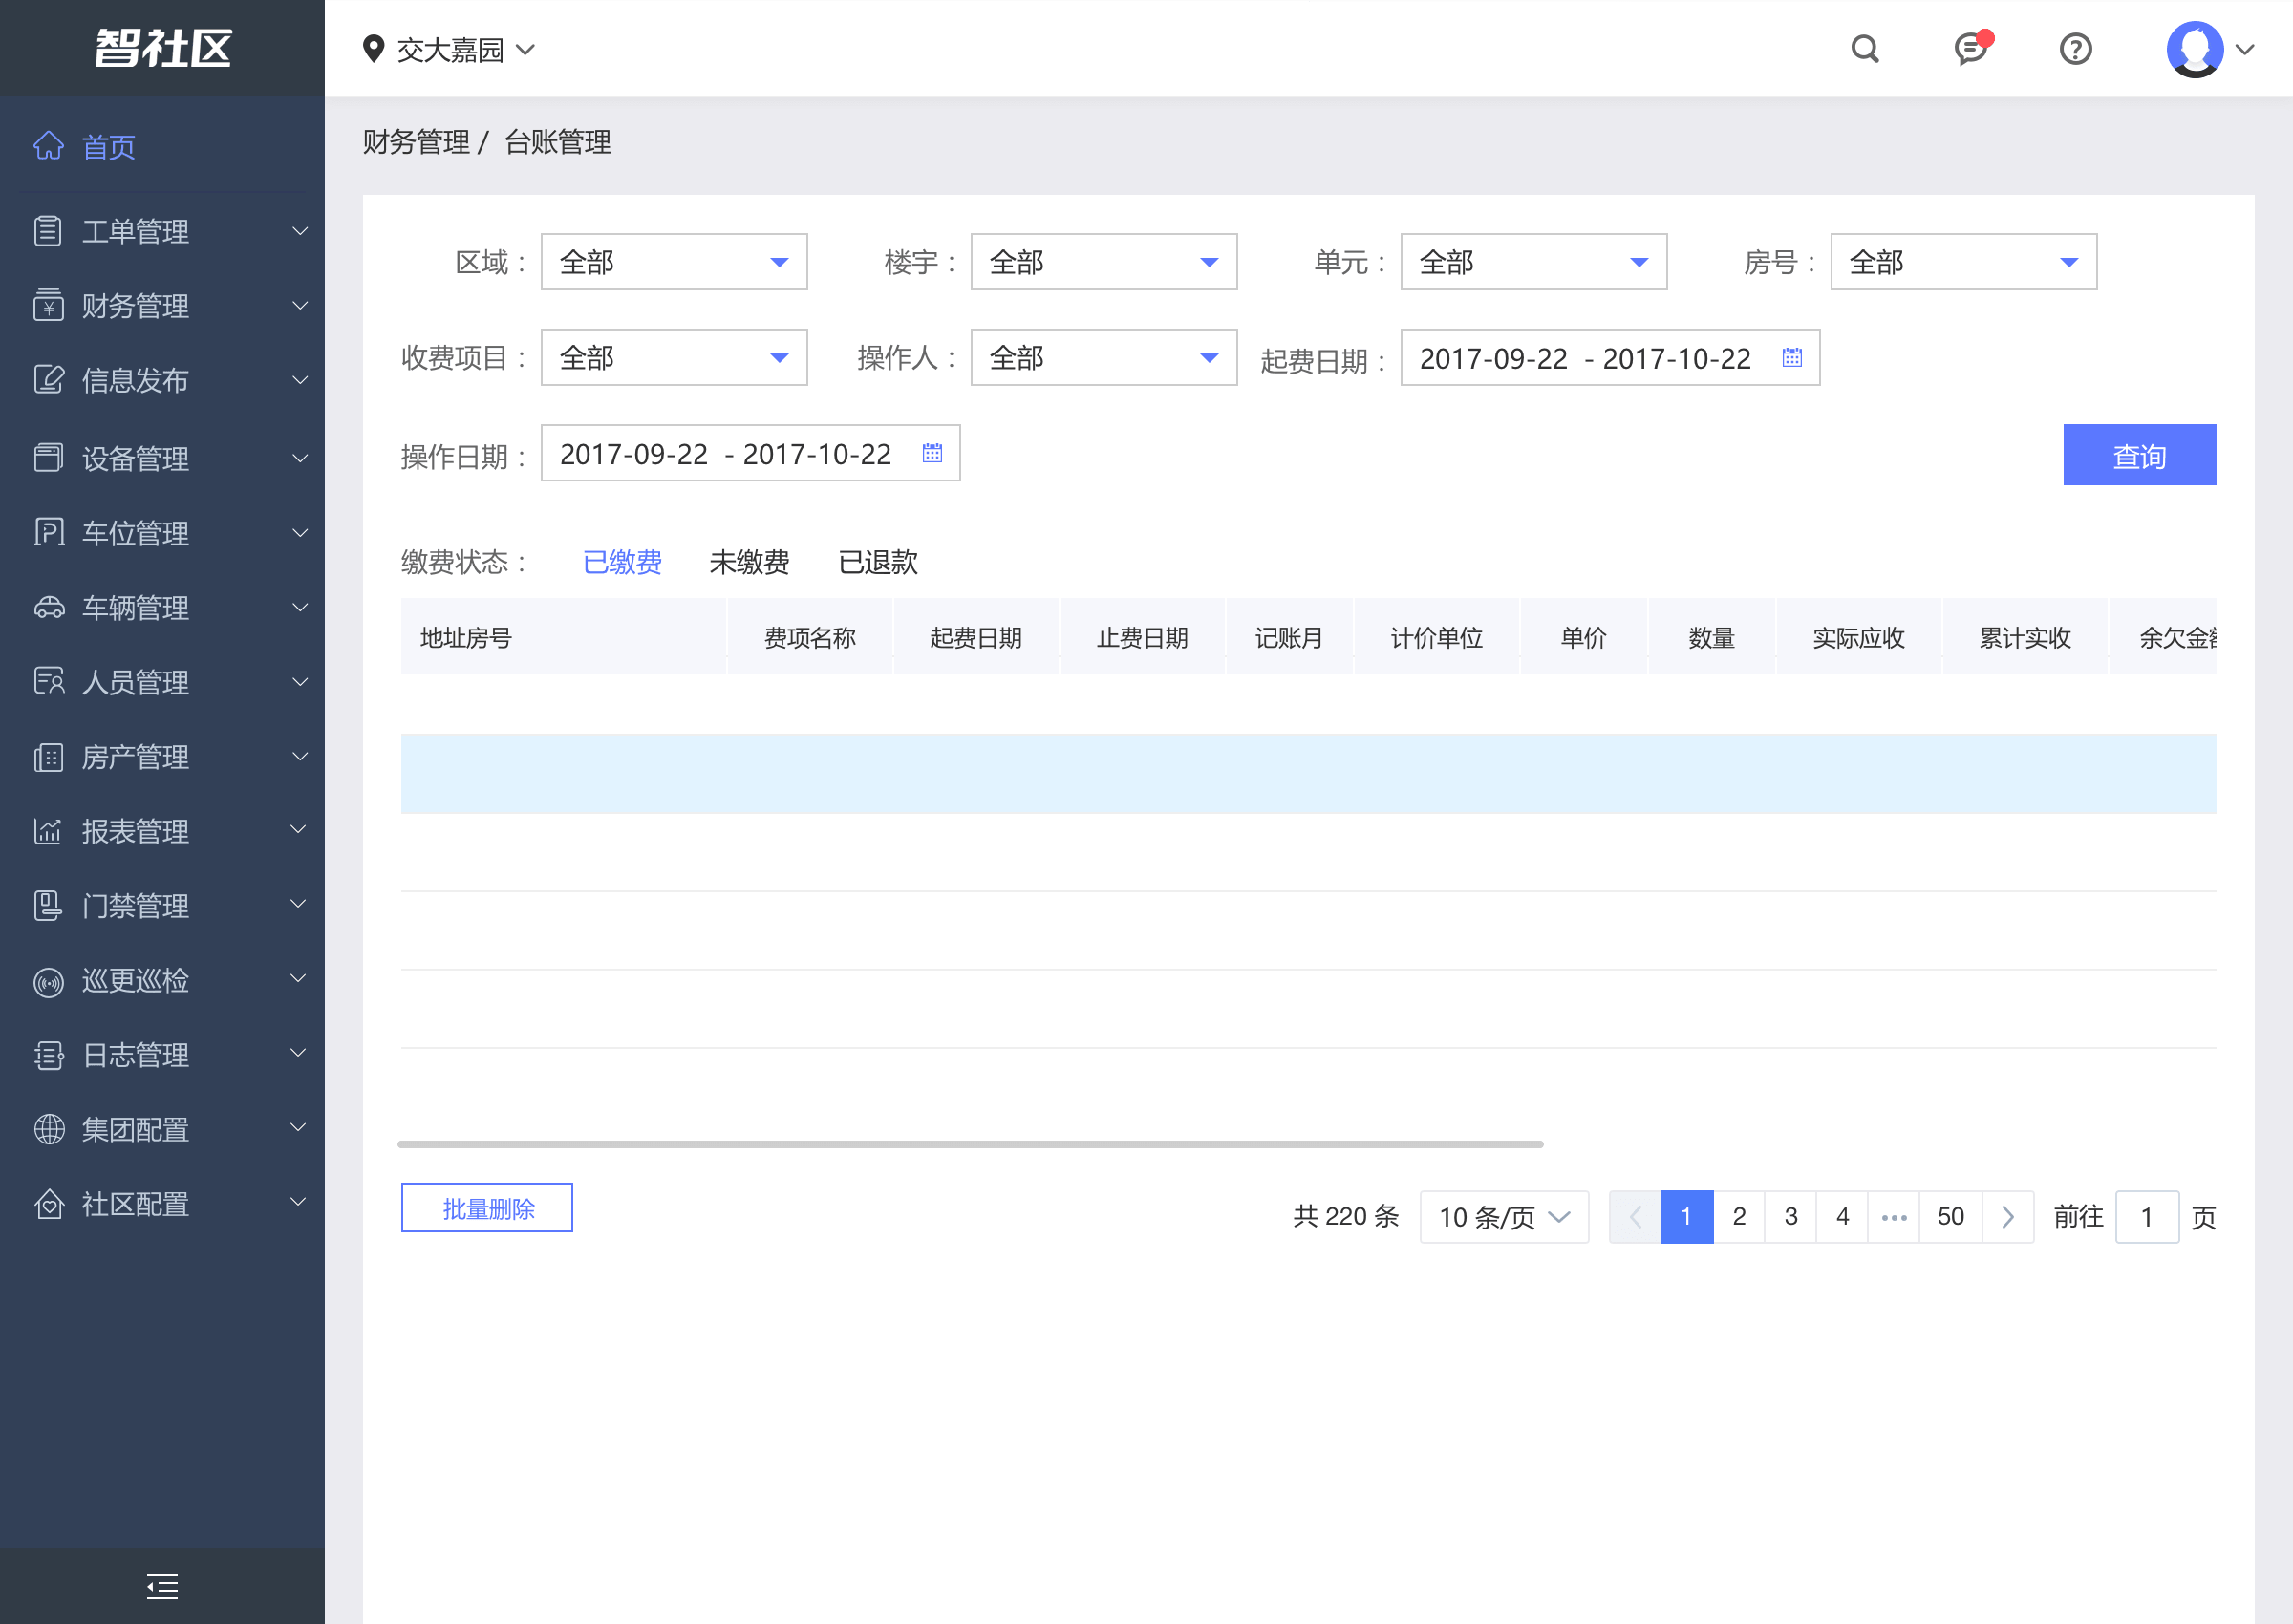 智社区
交大嘉园
首页
工单管理
财务管理
信息发布
设备管理
车位管理
车辆管理
人员管理
房产管理
报表管理
门禁管理
巡更巡检
日志管理
集团配置
社区配置
财务管理 / 台账管理
区域： 全部 楼宇： 全部 单元： 全部 房号： 全部
收费项目： 全部 操作人： 全部 起费日期： 2017-09-22 - 2017-10-22
操作日期： 2017-09-22 - 2017-10-22 查询
缴费状态： 已缴费 未缴费 已退款
地址房号 费项名称 起费日期 止费日期 记账月 计价单位 单价 数量 实际应收 累计实收 余欠金额
批量删除 共 220 条 10 条/页 1 2 3 4 ••• 50 前往 1 页